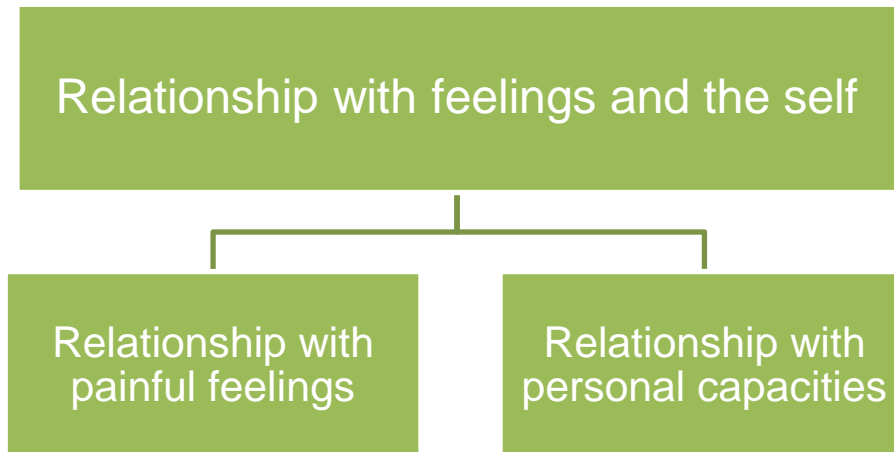 Relationship with feelings and the self
Relationship with
painful feelings
Relationship with
personal capacities